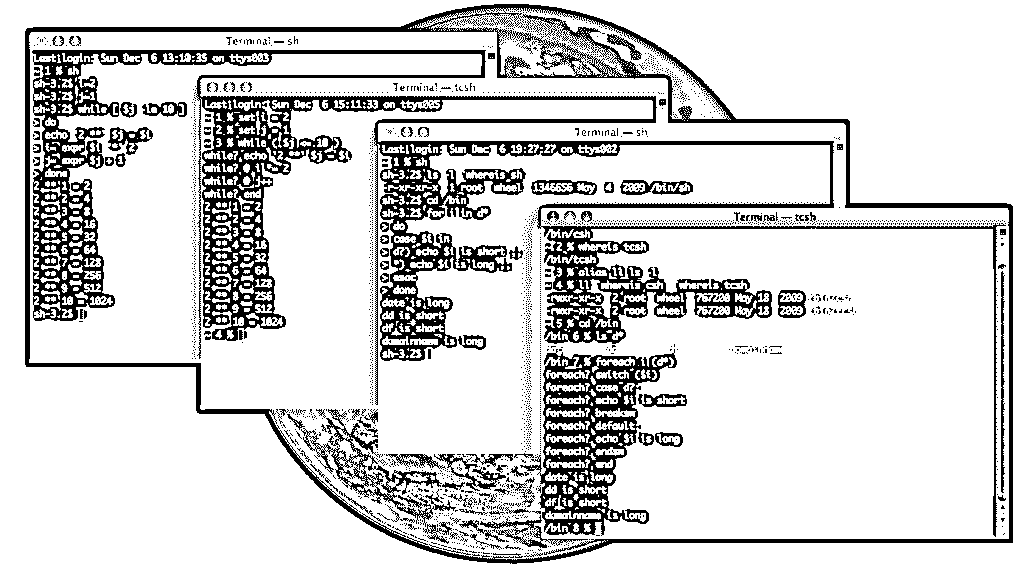 Terminal — sh
Last login: Sun Dec 6 13:10:35 on ttys003
1 % sh
sh-3.2$ i=2
sh-3.2$ j=1
sh-3.2$ while [ $j -le 10 ]
> do
> echo '2 **' $j = $i
> i=`expr $i '*' 2`
> j=`expr $j + 1`
> done
2 ** 1 = 2
2 ** 2 = 4
2 ** 3 = 8
2 ** 4 = 16
2 ** 5 = 32
2 ** 6 = 64
2 ** 7 = 128
2 ** 8 = 256
2 ** 9 = 512
2 ** 10 = 1024
sh-3.2$
Terminal — tcsh
Last login: Sun Dec 6 15:11:33 on ttys005
1 % set i = 2
2 % set j = 1
3 % while ($j <= 10 )
while? echo '2 **' $j = $i
while? @ i *= 2
while? @ j++
while? end
2 ** 1 = 2
2 ** 2 = 4
2 ** 3 = 8
2 ** 4 = 16
2 ** 5 = 32
2 ** 6 = 64
2 ** 7 = 128
2 ** 8 = 256
2 ** 9 = 512
2 ** 10 = 1024
4 %
Terminal — sh
Last login: Sun Dec 6 19:27:27 on ttys002
1 % sh
sh-3.2$ ls -l `whereis sh`
-r-xr-xr-x 1 root wheel 1346656 May 4 2009 /bin/sh
sh-3.2$ cd /bin
sh-3.2$ for i in d*
> do
> case $i in
> d?) echo $i is short ;;
> *) echo $i is long ;;
> esac
> done
date is long
dd is short
df is short
domainname is long
sh-3.2$
Terminal — tcsh
/bin/csh
2 % whereis tcsh
/bin/tcsh
3 % alias ll ls -l
4 % ll `whereis csh` `whereis tcsh`
-rwxr-xr-x 2 root wheel 767200 May 18 2009
-rwxr-xr-x 2 root wheel 767200 May 18 2009
5 % cd /bin
/bin 6 % ls d*
/bin 7 % foreach i (d*)
foreach? switch ($i)
foreach? case d?:
foreach? echo $i is short
foreach? breaksw
foreach? default:
foreach? echo $i is long
foreach? endsw
foreach? end
date is long
dd is short
df is short
domainname is long
/bin 8 %